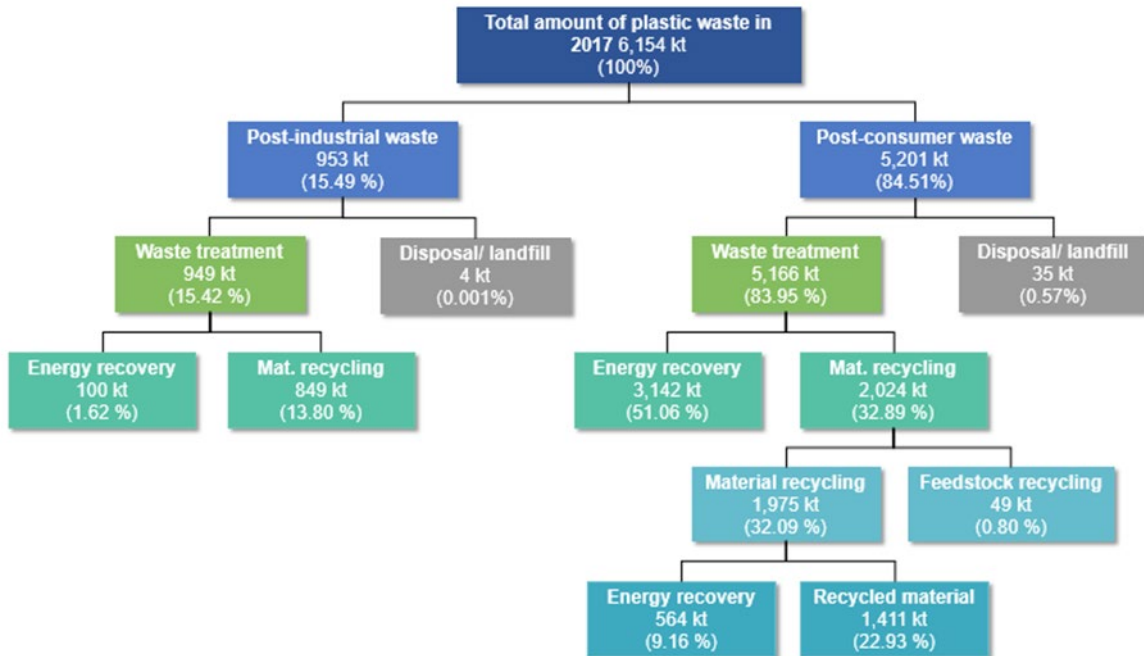 Total amount of plastic waste in
2017 6,154 kt
(100%)
Post-industrial waste
953 kt
(15.49 %)
Post-consumer waste
5,201 kt
(84.51%)
Waste treatment
949 kt
(15.42 %)
Disposal/ landfill
4 kt
(0.001%)
Waste treatment
5,166 kt
(83.95 %)
Disposal/ landfill
35 kt
(0.57%)
Energy recovery
100 kt
(1.62 %)
Mat. recycling
849 kt
(13.80 %)
Energy recovery
3,142 kt
(51.06 %)
Mat. recycling
2,024 kt
(32.89 %)
Material recycling
1,975 kt
(32.09 %)
Feedstock recycling
49 kt
(0.80 %)
Energy recovery
564 kt
(9.16 %)
Recycled material
1,411 kt
(22.93 %)